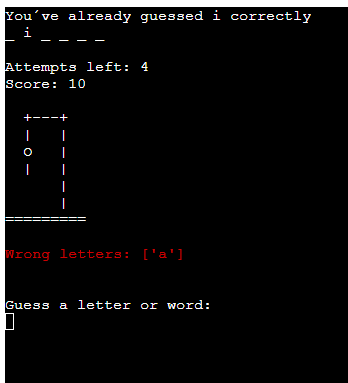 You´ve already guessed i correctly
_ i _ _ _ _
Attempts left: 4
Score: 10
+---+
|   |
O   |
|   |
    |
    |
=========
Wrong letters: ['a']
Guess a letter or word: